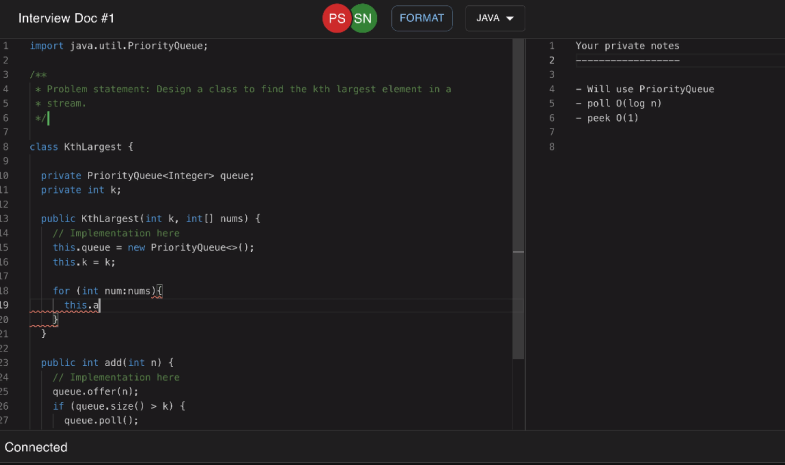 Interview Doc #1
PS SN
FORMAT
JAVA
1 import java.util.PriorityQueue;
2
3 /**
4 * Problem statement: Design a class to find the kth largest element in a
5 * stream.
6 */
7
8 class KthLargest {
9
10 private PriorityQueue<Integer> queue;
11 private int k;
12
13 public KthLargest(int k, int[] nums) {
14 // Implementation here
15 this.queue = new PriorityQueue<>();
16 this.k = k;
17
18 for (int num:nums){
19 this.a
20 }
21 }
22
23 public int add(int n) {
24 // Implementation here
25 queue.offer(n);
26 if (queue.size() > k) {
27 queue.poll();
1 Your private notes
2 ------------------
3
4 - Will use PriorityQueue
5 - poll O(log n)
6 - peek O(1)
7
8
Connected